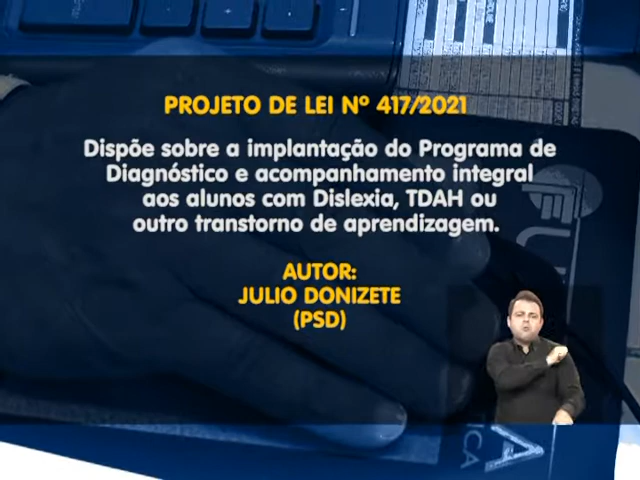 PROJETO DE LEI Nº 417/2021
Dispõe sobre a implantação do Programa de
Diagnóstico e acompanhamento integral
aos alunos com Dislexia, TDAH ou
outro transtorno de aprendizagem.
AUTOR:
JULIO DONIZETE
(PSD)